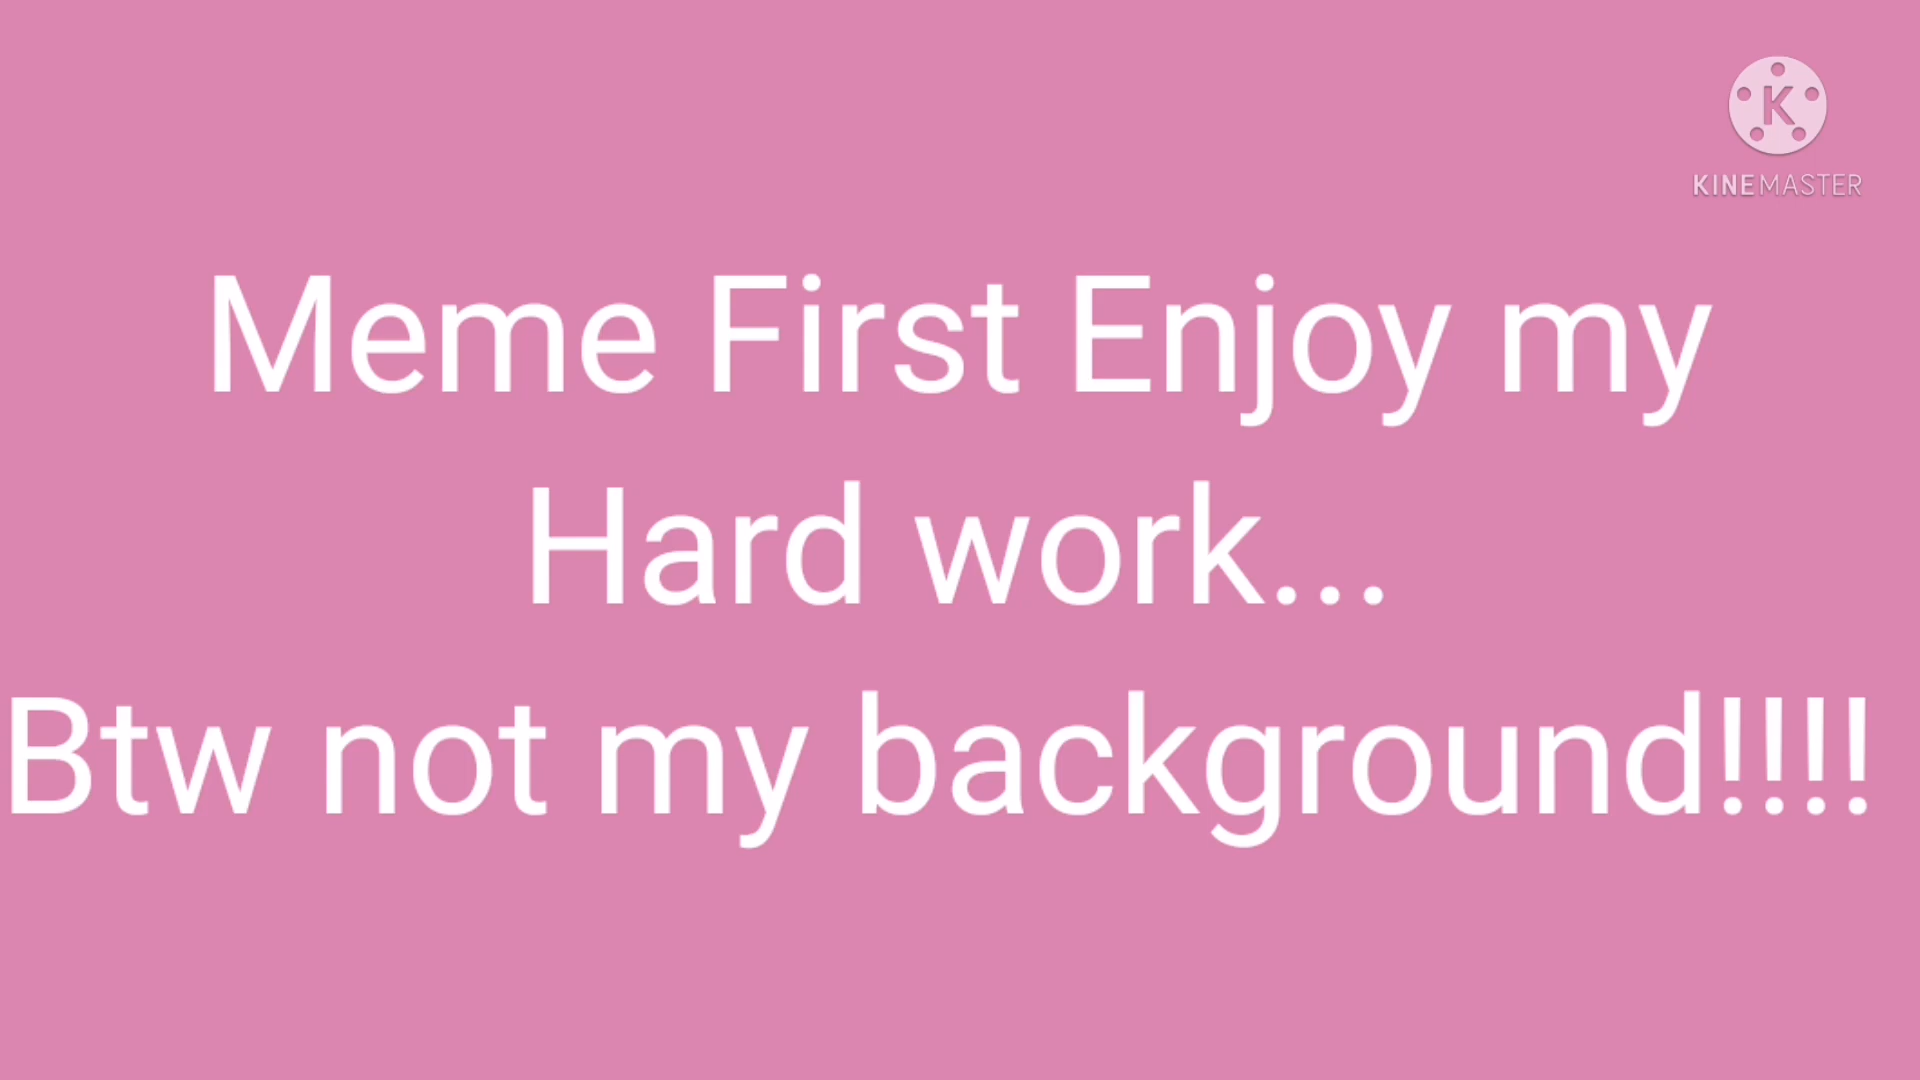 K
KINEMASTER
Meme First Enjoy my
Hard work...
Btw not my background!!!!